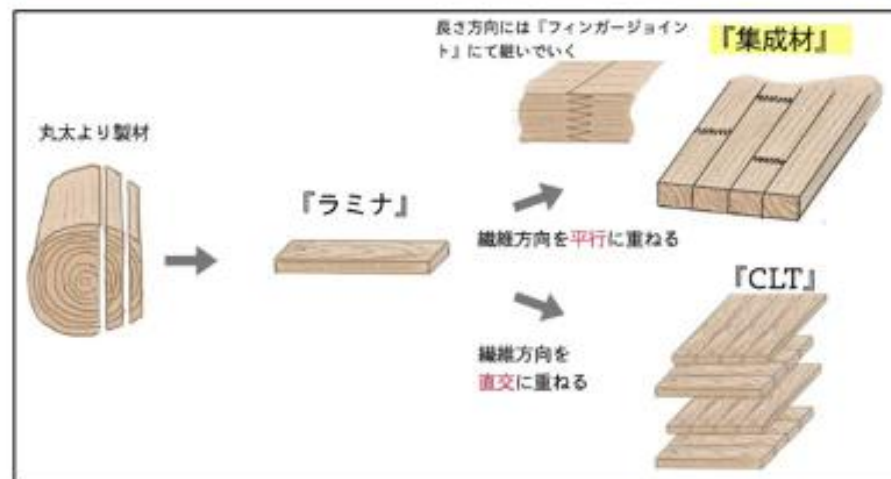 長さ方向には『フィンガージョイン
ト』にて継いでいく
『集成材』
丸太より製材
『ラミナ』
繊維方向を平行に重ねる
『CLT』
繊維方向を
直交に重ねる